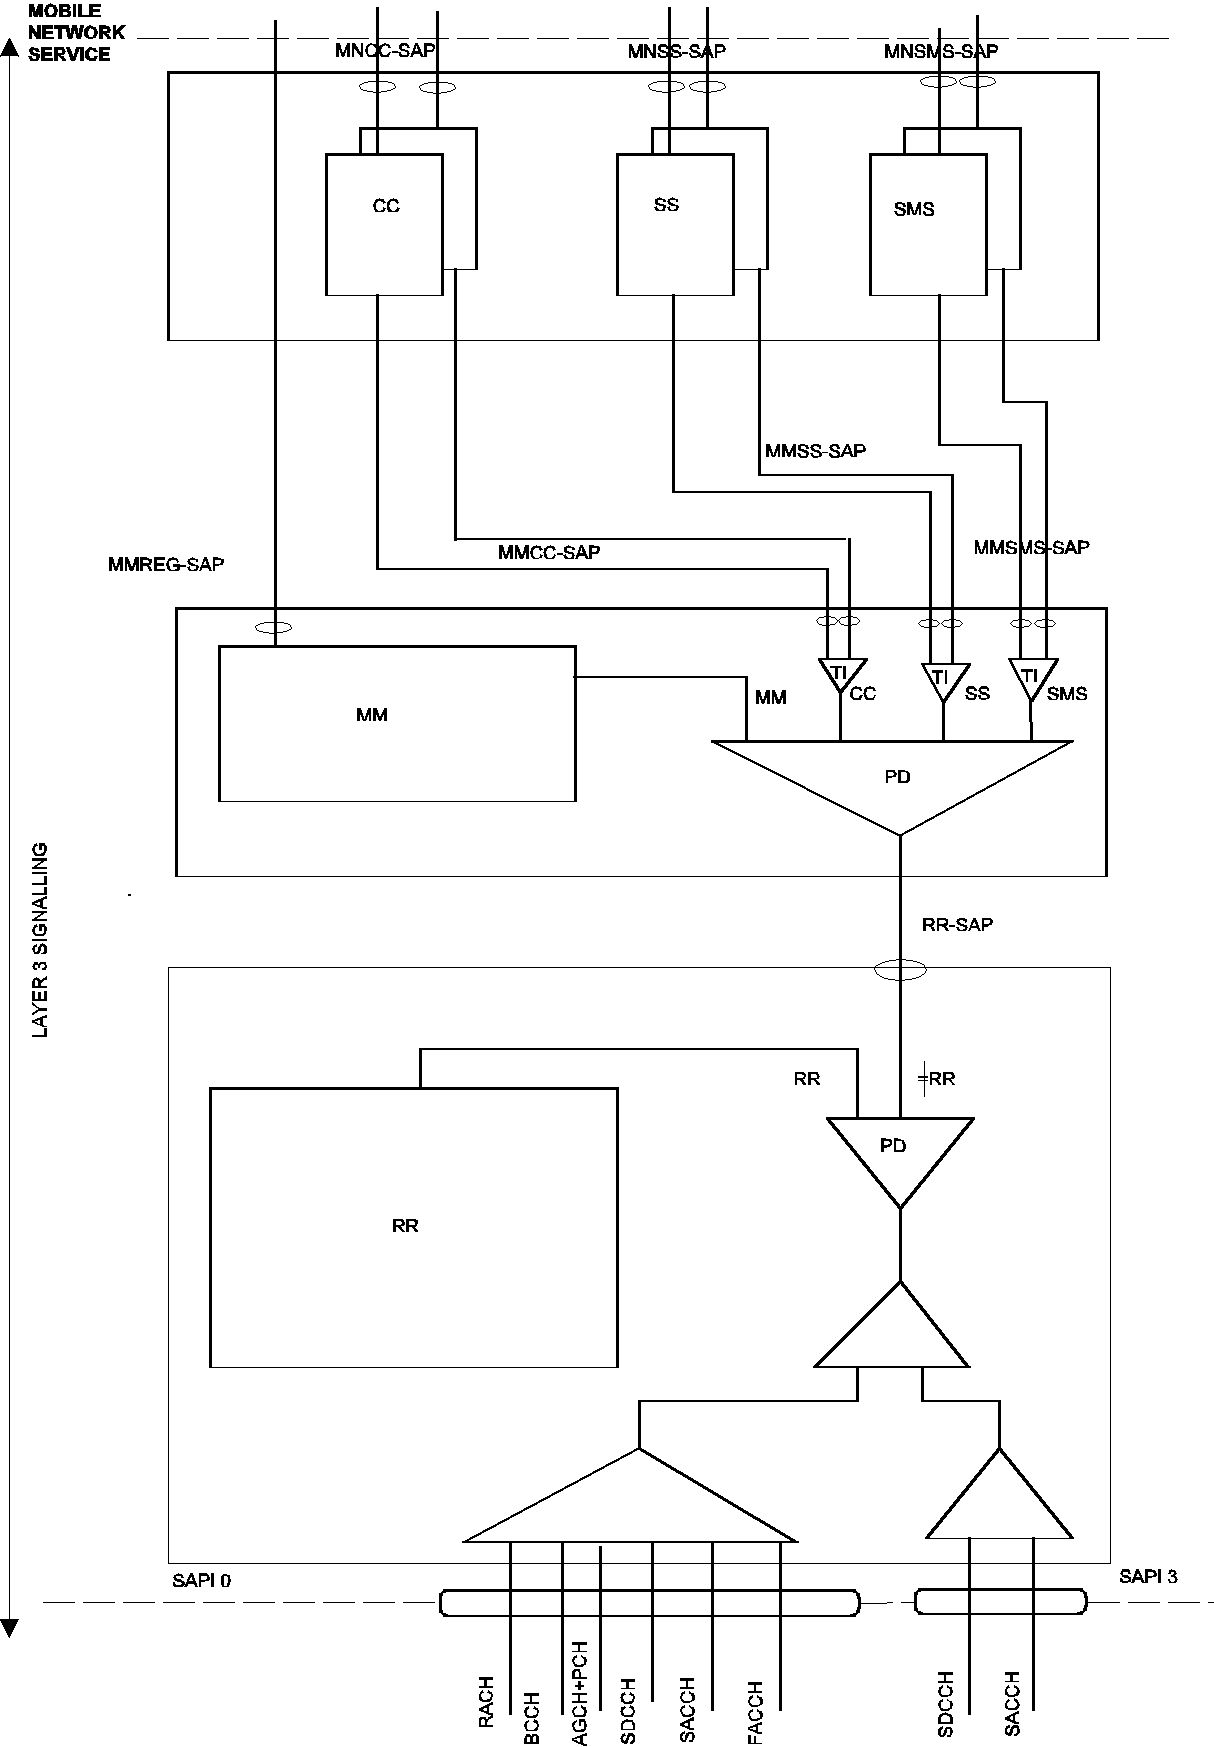 MOBILE
NETWORK
SERVICE
MNCC-SAP
MNSS-SAP
MNSMS-SAP
CC
SS
SMS
MMSS-SAP
MMCC-SAP
MMSMS-SAP
MMREG-SAP
TI
TI
TI
MM
CC
SS
SMS
MM
PD
LAYER 3 SIGNALLING
RR-SAP
RR
≠RR
PD
RR
SAPI 0
SAPI 3
RACH
BCCH
AGCH+PCH
SDCCH
SACCH
FACCH
SDCCH
SACCH